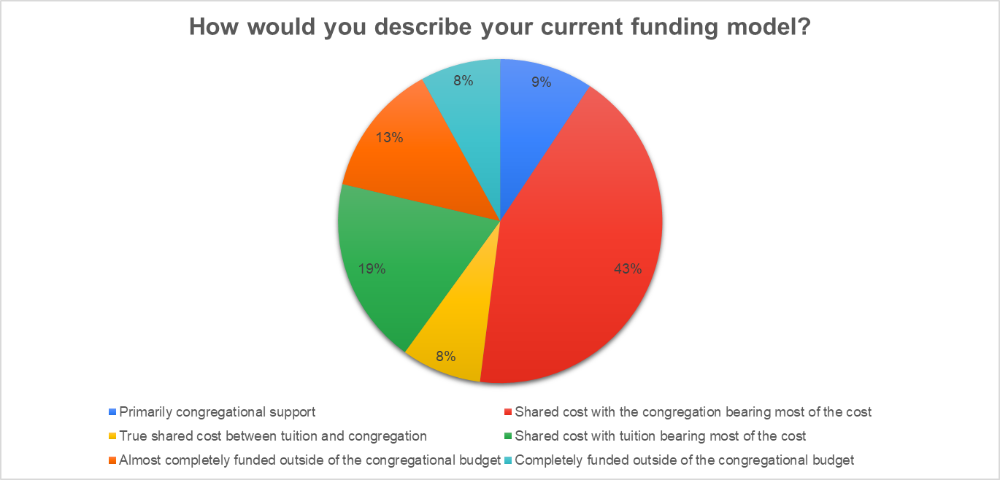 How would you describe your current funding model?
8%
9%
13%
43%
19%
8%
Primarily congregational support
Shared cost with the congregation bearing most of the cost
True shared cost between tuition and congregation
Shared cost with tuition bearing most of the cost
Almost completely funded outside of the congregational budget
Completely funded outside of the congregational budget